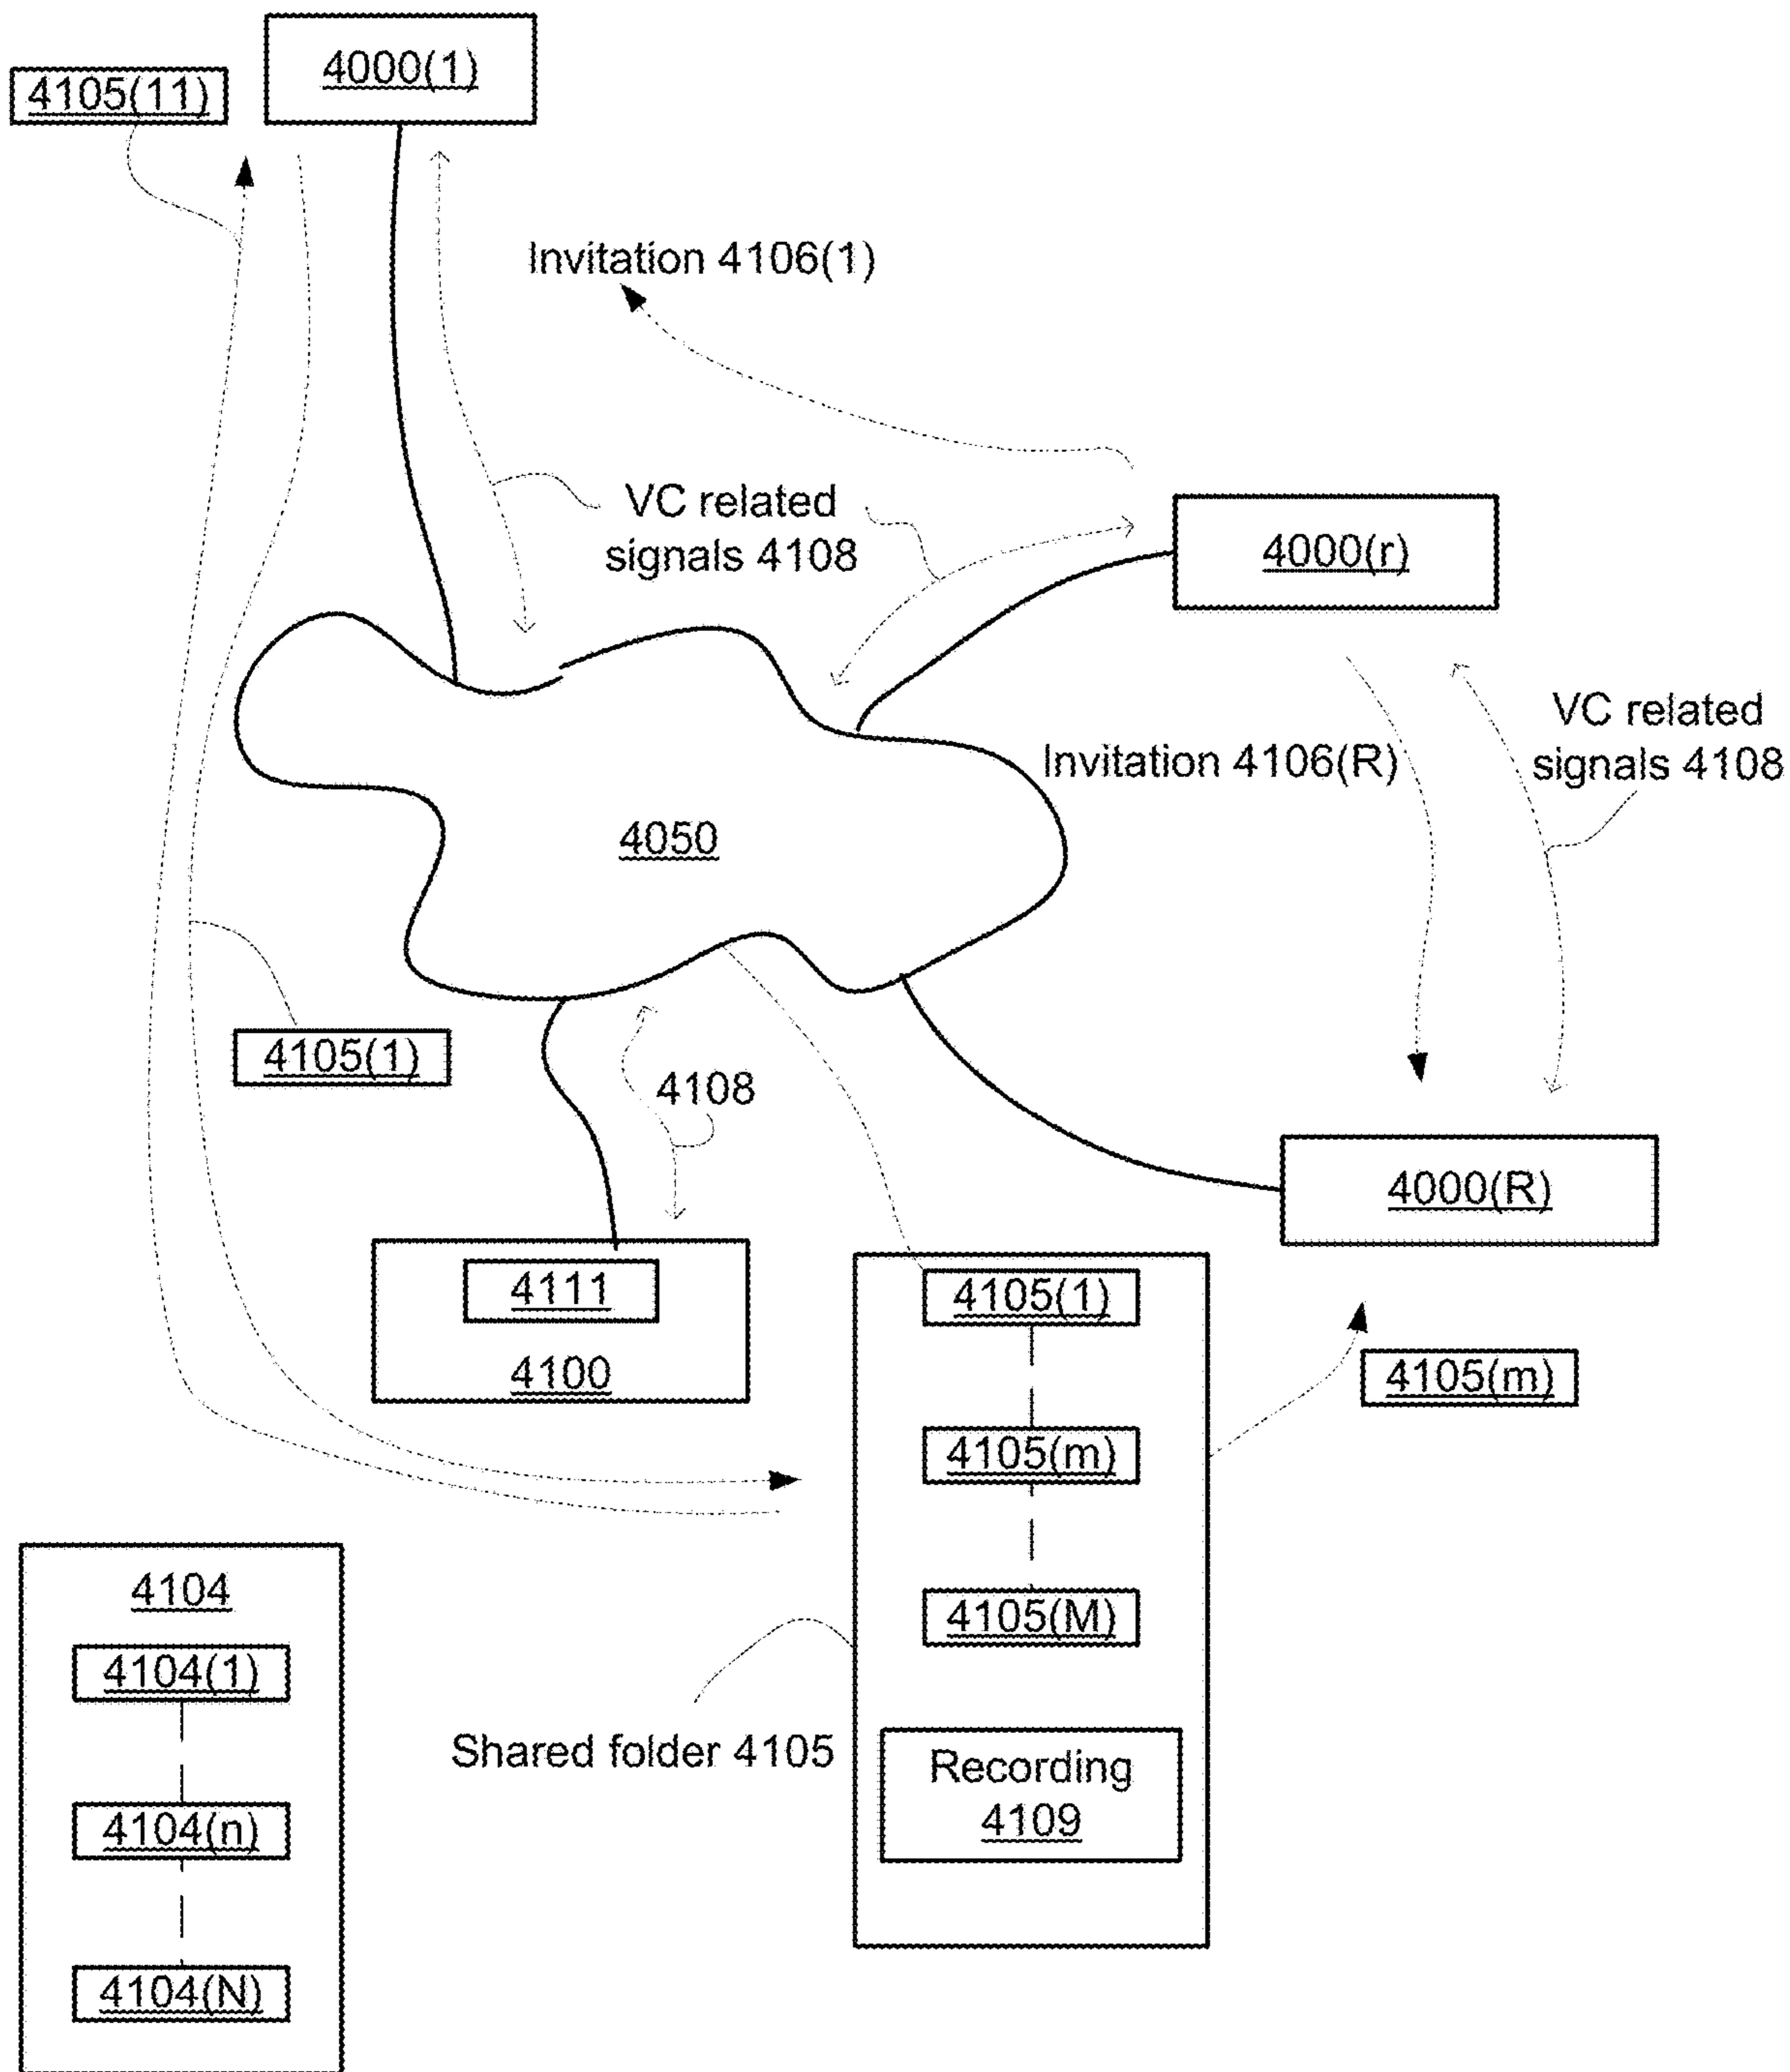 4000(1)
4105(11)
Invitation 4106(1)
VC related
signals 4108
4000(r)
VC related
signals 4108
Invitation 4106(R)
4050
4105(1)
4108
4000(R)
4111
4100
4105(1)
4105(m)
4105(m)
4105(M)
4104
4104(1)
4104(n)
4104(N)
Shared folder 4105
Recording
4109